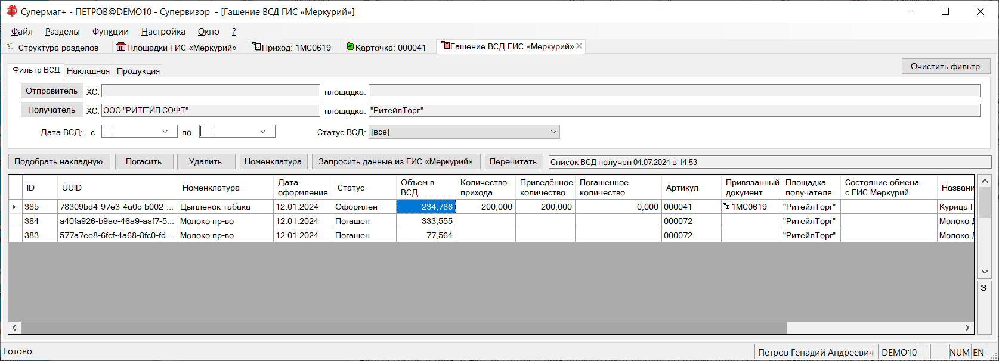 Супермаг+ - ПЕТРОВ@DEMO10 - Супервизор - [Гашение ВСД ГИС «Меркурий»]
Файл Разделы Функции Настройка Окно ?
Структура разделов Площадки ГИС «Меркурий» Приход: 1МС0619 Карточка: 000041 Гашение ВСД ГИС «Меркурий»
Фильтр ВСД Накладная Продукция Очистить фильтр
Отправитель ХС: площадка:
Получатель ХС: ООО "РИТЕЙЛ СОФТ" площадка: "РитейлТорг"
Дата ВСД: с по Статус ВСД: [все]
Подобрать накладную Погасить Удалить Номенклатура Запросить данные из ГИС «Меркурий» Перечитать Список ВСД получен 04.07.2024 в 14:53
ID UUID Номенклатура Дата оформления Статус Объем в ВСД Количество прихода Приведённое количество Погашенное количество Артикул Привязанный документ Площадка получателя Состояние обмена с ГИС Меркурий Названи
385 78309bd4-97e3-4a0c-b002-... Цыпленок табака 12.01.2024 Оформлен 234,786 200,000 200,000 0,000 000041 1МС0619 "РитейлТорг" Курица Г
384 a40fa926-b9ae-46a9-aaf7-5... Молоко пр-во 12.01.2024 Погашен 333,555 000072 "РитейлТорг" Молоко Д
383 577a7ee8-6fcf-4a68-8fc0-fd... Молоко пр-во 12.01.2024 Погашен 77,564 000072 "РитейлТорг" Молоко Д
3
Готово Петров Генадий Андреевич DEMO10 NUM EN